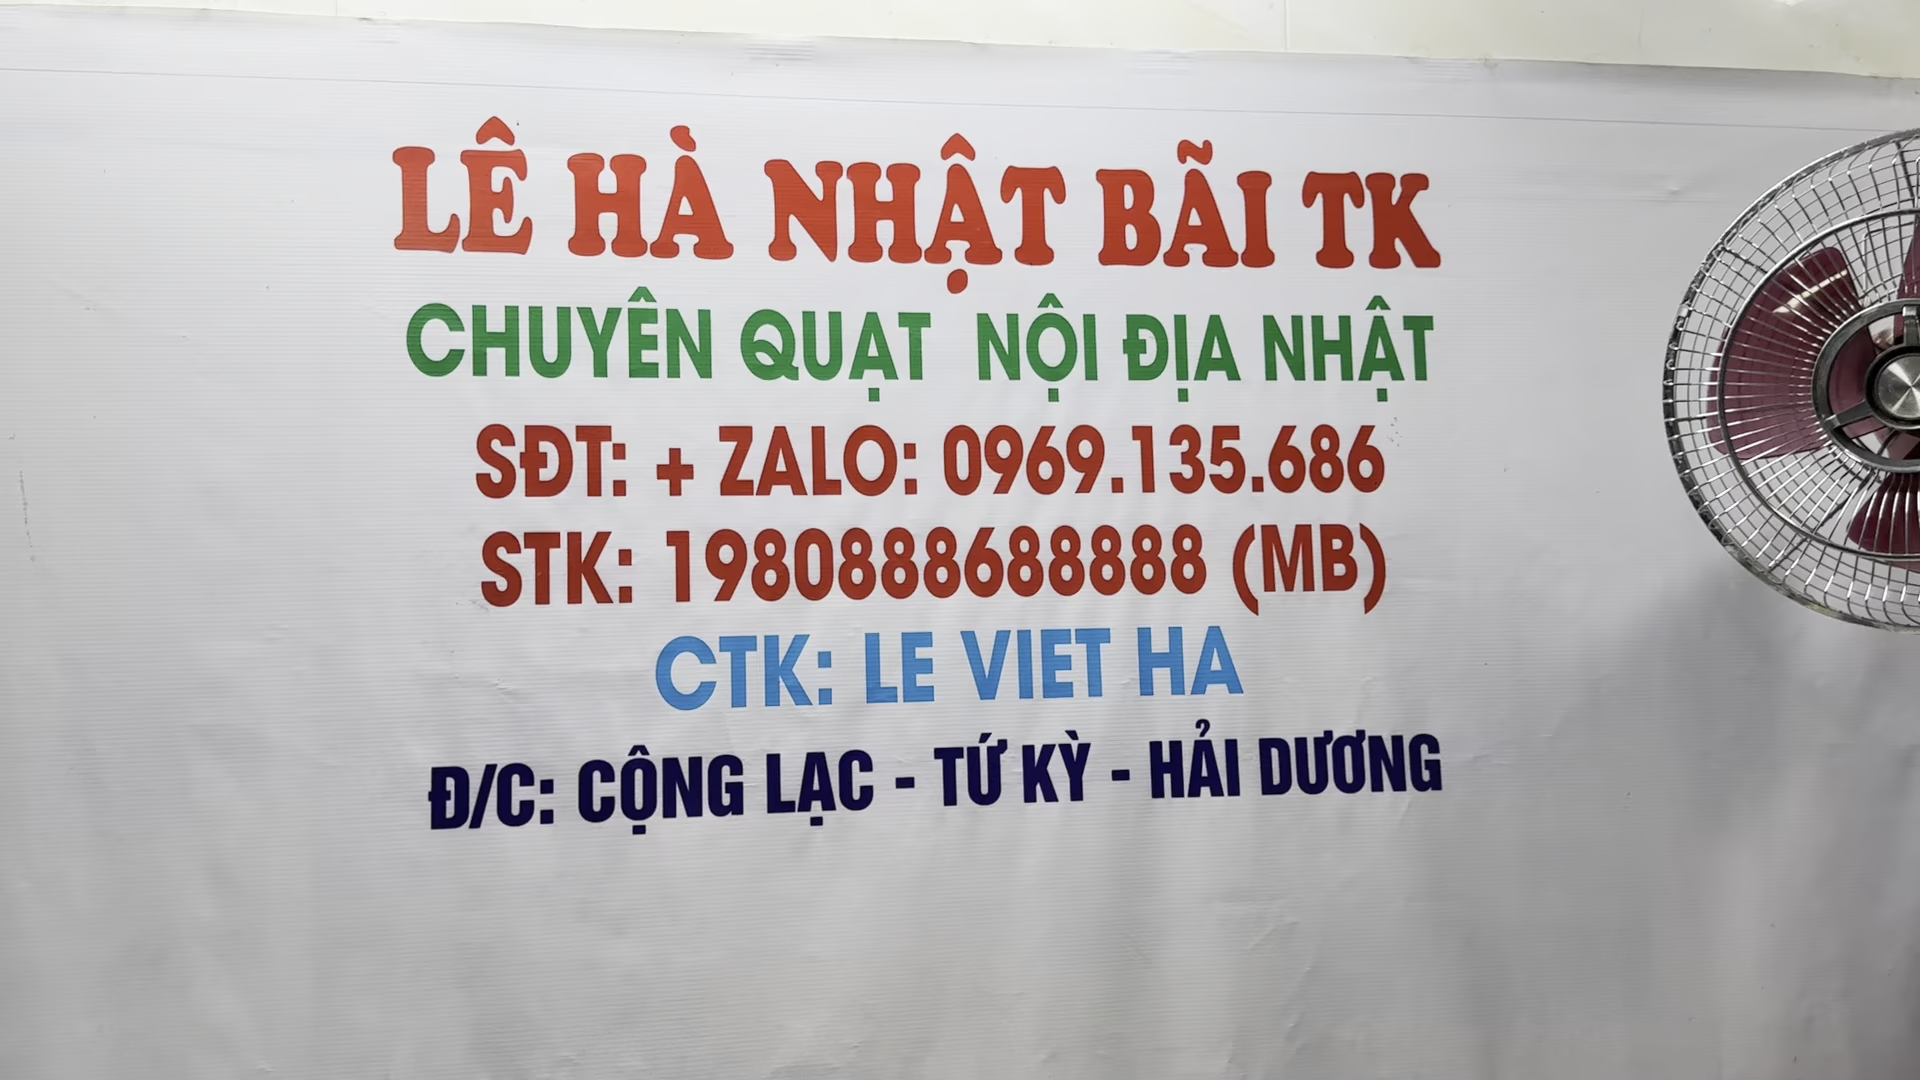 LÊ HÀ NHẬT BÃI TK
CHUYÊN QUẠT NỘI ĐỊA NHẬT
SĐT: + ZALO: 0969.135.686
STK: 1980888688888 (MB)
CTK: LE VIET HA
Đ/C: CỘNG LẠC - TỨ KỲ - HẢI DƯƠNG